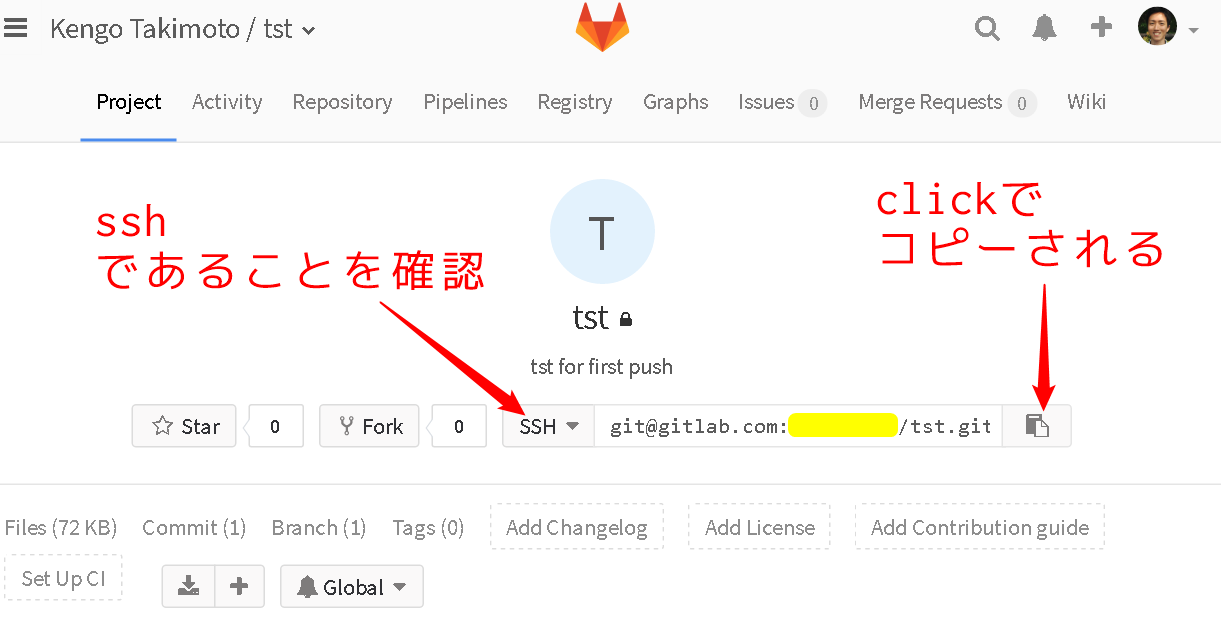 Kengo Takimoto / tst
Project Activity Repository Pipelines Registry Graphs Issues 0 Merge Requests 0 Wiki
ssh
であることを確認
clickで
コピーされる
T
tst
tst for first push
Star 0 Fork 0 SSH git@gitlab.com: /tst.git
Files (72 KB) Commit (1) Branch (1) Tags (0) Add Changelog Add License Add Contribution guide
Set Up CI Global